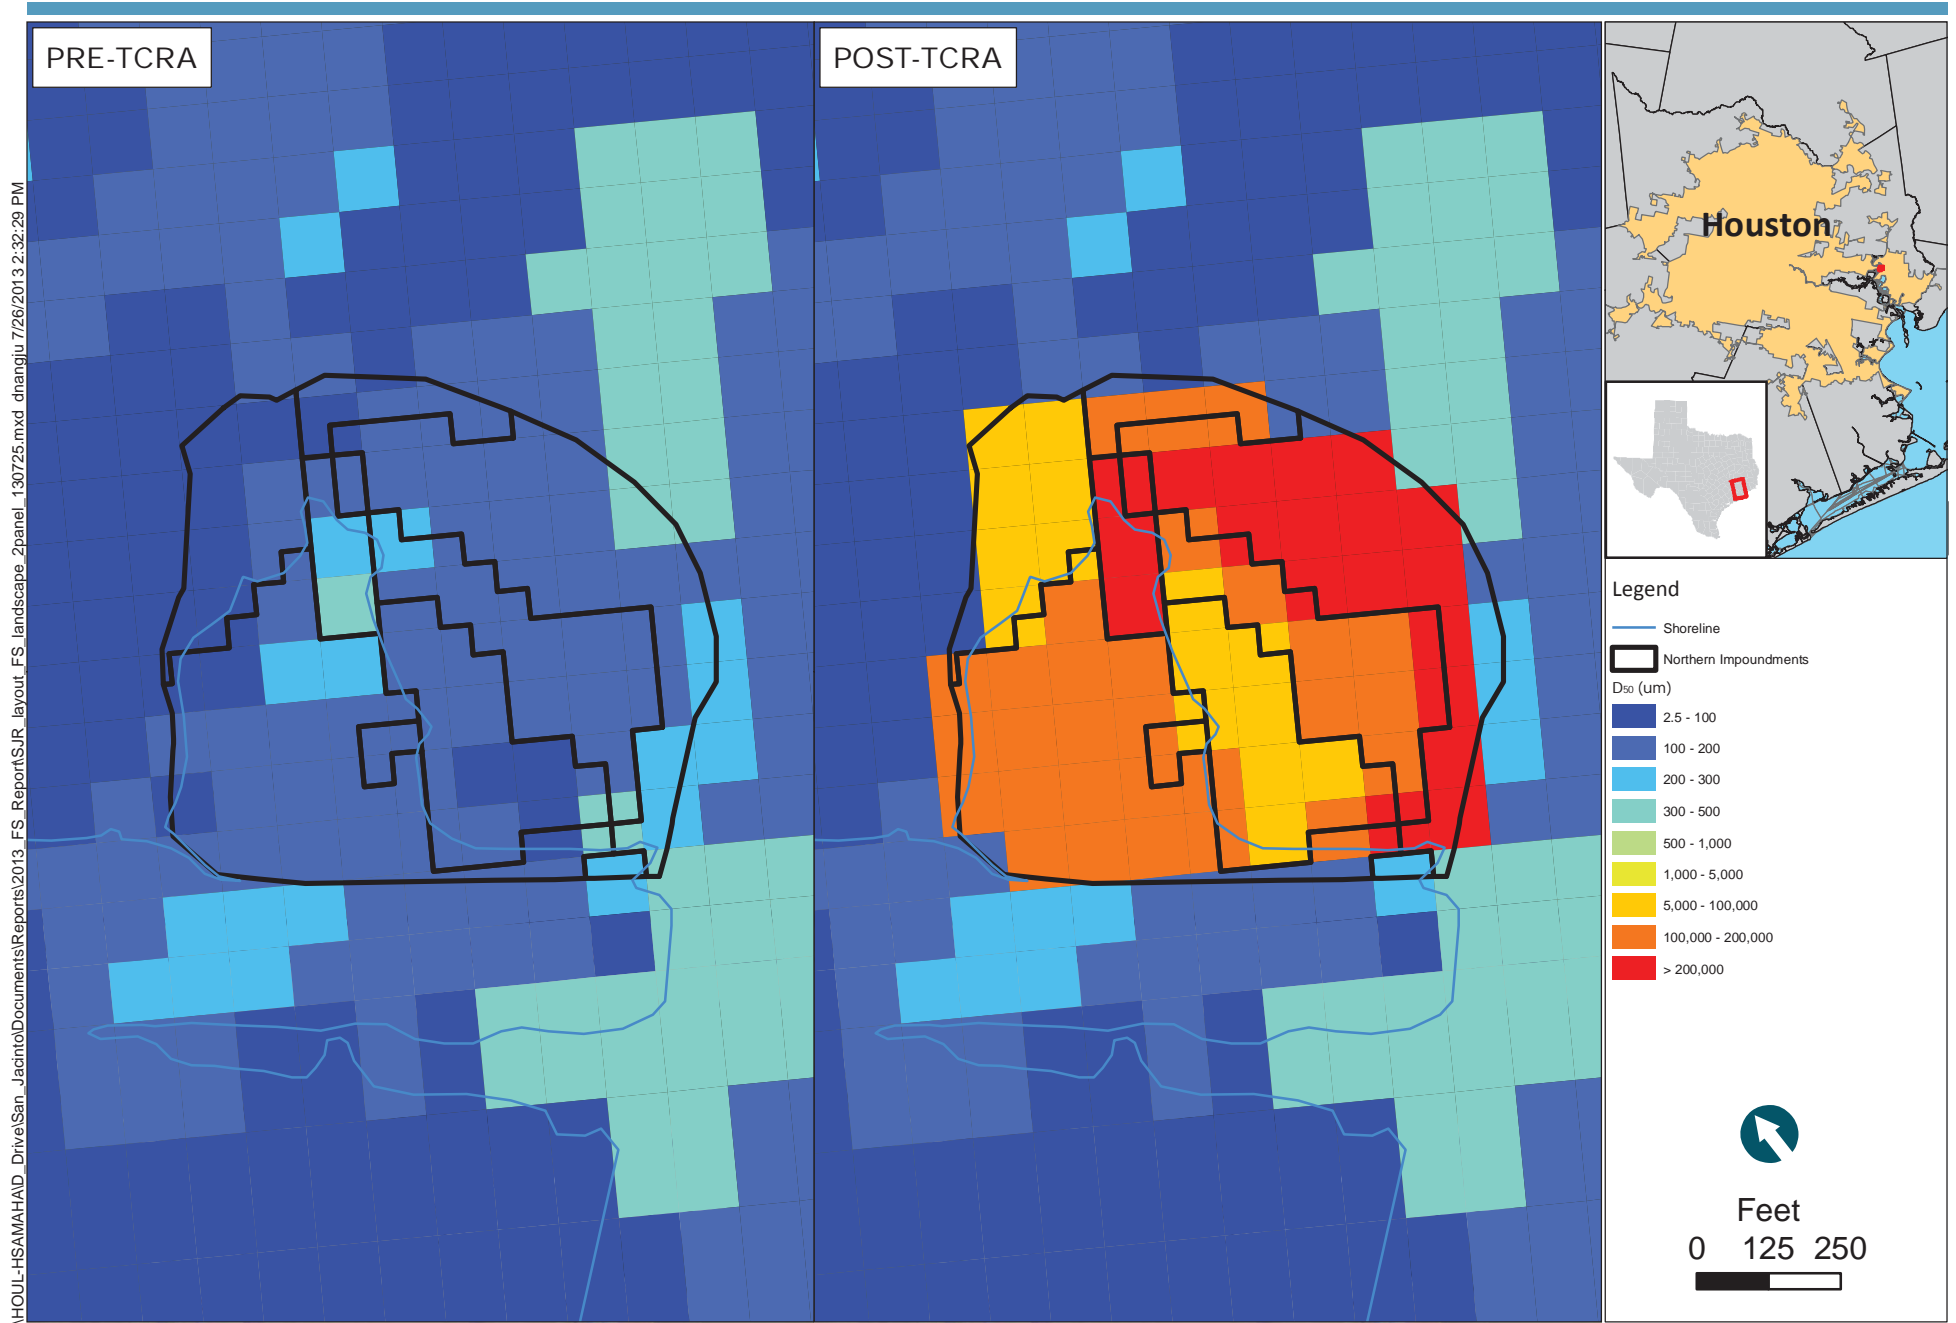 \HOUL-HSAMAHA\D_Drive\San_Jacinto\Documents\Reports\2013_FS_Report\SJR_layout_FS_landscape_2panel_130725.mxd dnangju 7/26/2013 2:32:29 PM
PRE-TCRA
POST-TCRA
Houston
Legend
Shoreline
Northern Impoundments
D50 (um)
2.5 - 100
100 - 200
200 - 300
300 - 500
500 - 1,000
1,000 - 5,000
5,000 - 100,000
100,000 - 200,000
> 200,000
Feet
0 125 250